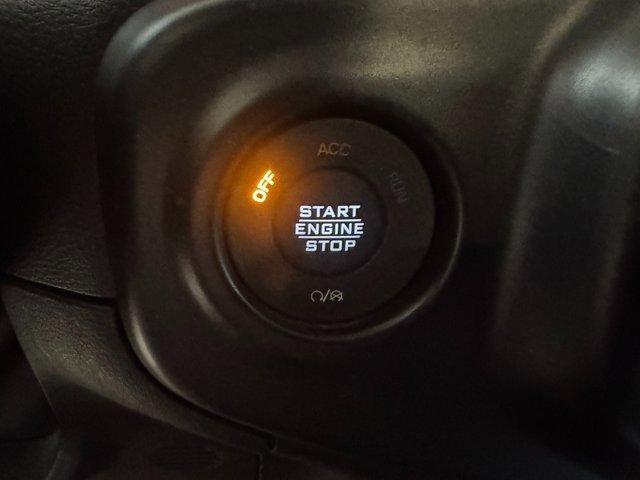 ACC
OFF
RUN
START
ENGINE
STOP